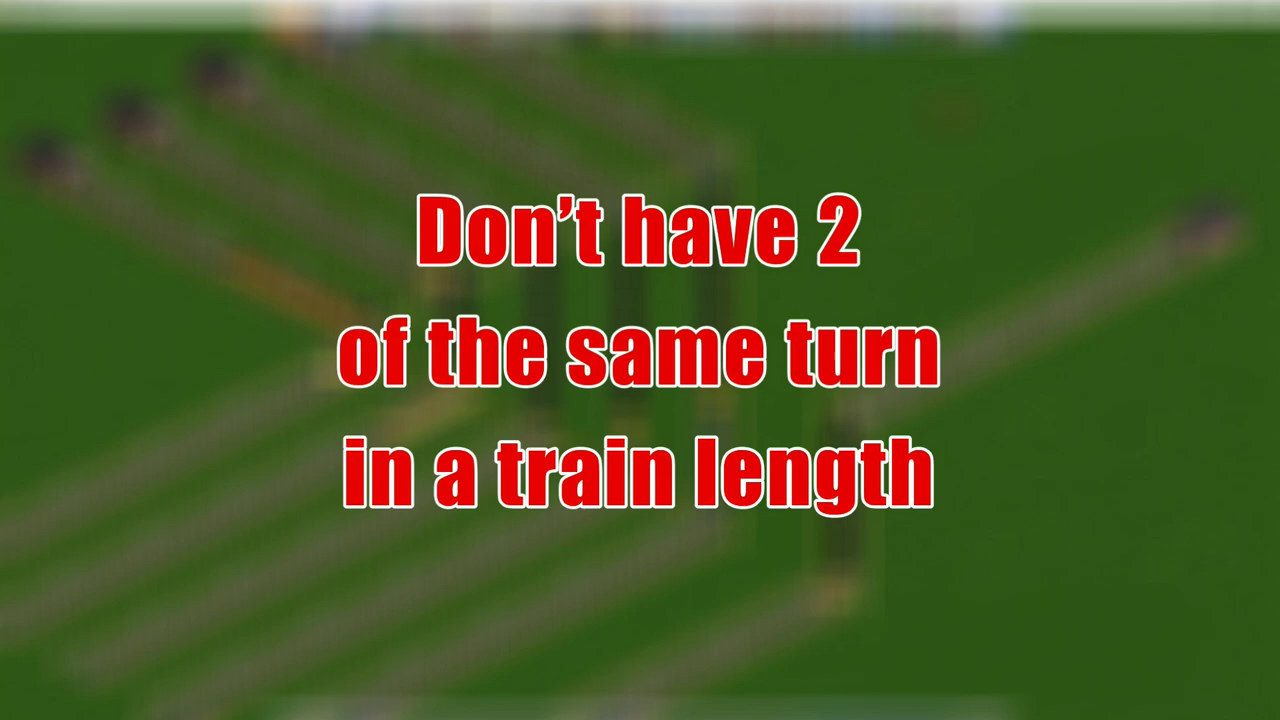 Don’t have 2
of the same turn
in a train length